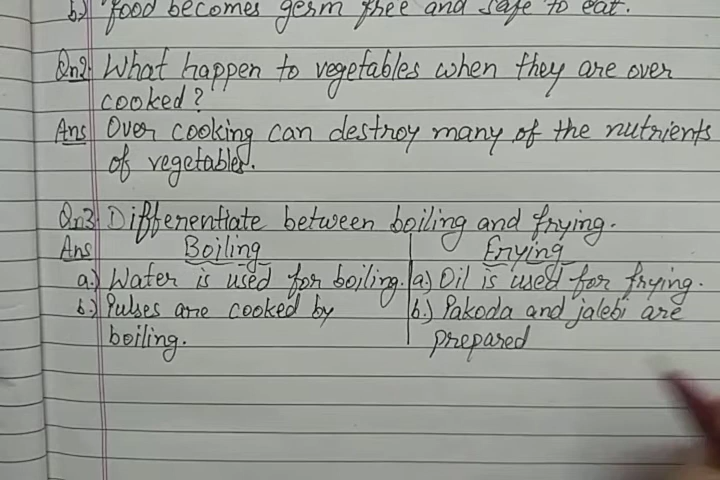 b.) food becomes germ free and safe to eat.
Qn2. What happen to vegetables when they are over
cooked?
Ans Over cooking can destroy many of the nutrients
of vegetables.
Qn3. Differentiate between boiling and frying.
Ans Boiling Frying
a.) Water is used for boiling. a.) Oil is used for frying.
b.) Pulses are cooked by b.) Pakoda and jalebi are
boiling. prepared